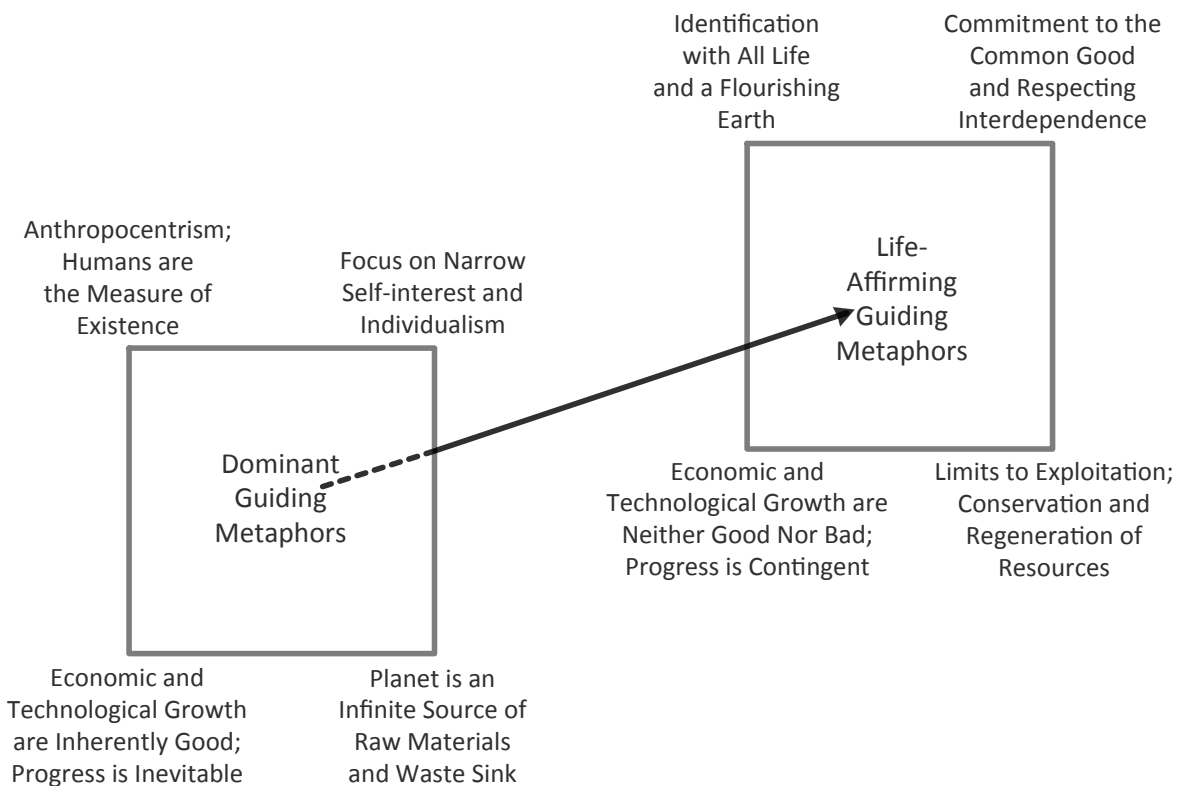 Identification
with All Life
and a Flourishing
Earth
Commitment to the
Common Good
and Respecting
Interdependence
Anthropocentrism;
Humans are
the Measure of
Existence
Focus on Narrow
Self-interest and
Individualism
Life-
Affirming
Guiding
Metaphors
Dominant
Guiding
Metaphors
Economic and
Technological Growth are
Neither Good Nor Bad;
Progress is Contingent
Limits to Exploitation;
Conservation and
Regeneration of
Resources
Economic and
Technological Growth
are Inherently Good;
Progress is Inevitable
Planet is an
Infinite Source of
Raw Materials
and Waste Sink